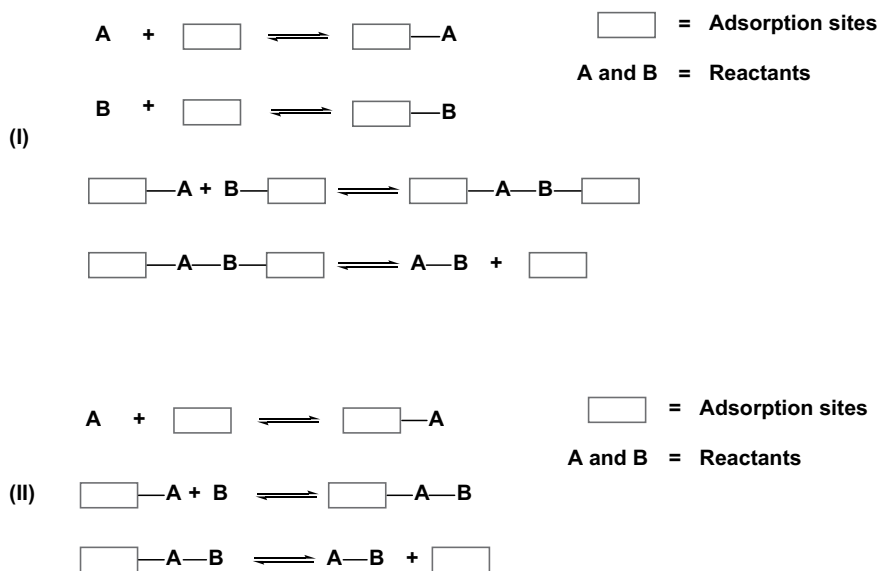 A + ⇌ —A = Adsorption sites
A and B = Reactants
B + ⇌ —B
(I)
—A + B— ⇌ —A—B—
—A—B— ⇌ A—B +
A + ⇌ —A = Adsorption sites
A and B = Reactants
(II) —A + B ⇌ —A—B
—A—B ⇌ A—B +